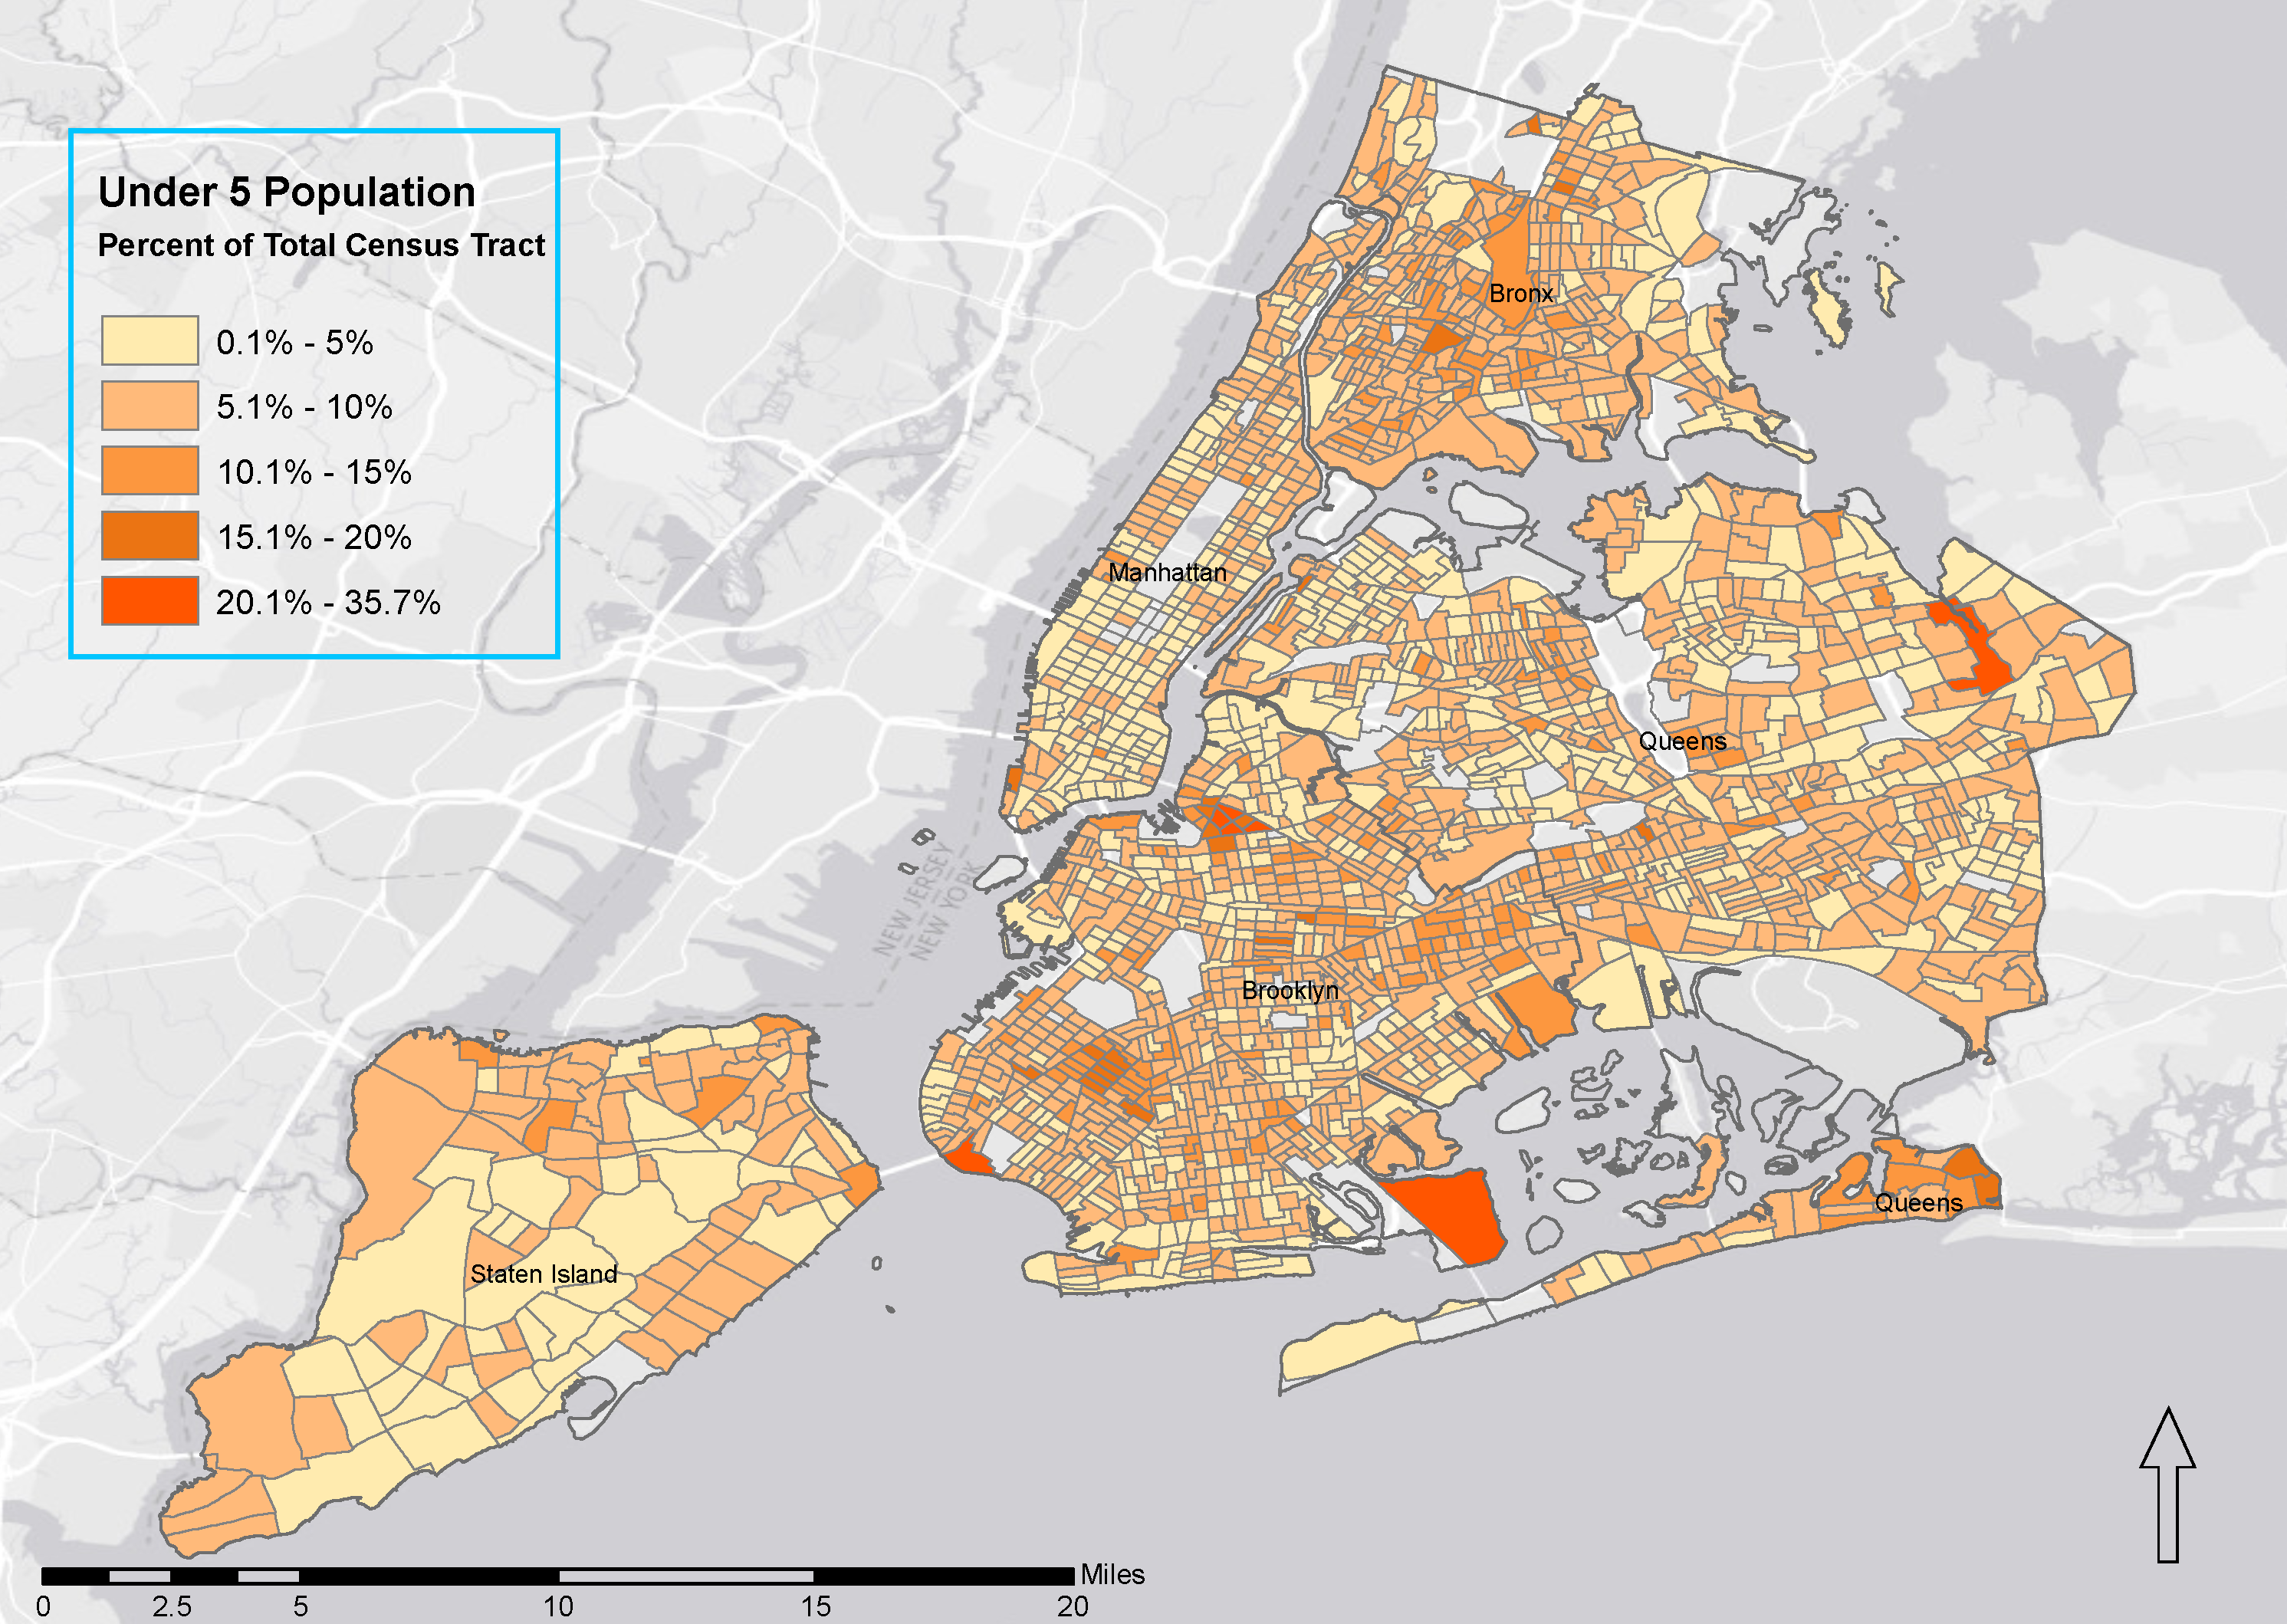 Under 5 Population
Percent of Total Census Tract
0.1% - 5%
5.1% - 10%
10.1% - 15%
15.1% - 20%
20.1% - 35.7%
Bronx
Manhattan
Queens
NEW JERSEY
NEW YORK
Brooklyn
Queens
Staten Island
Miles
0 2.5 5 10 15 20